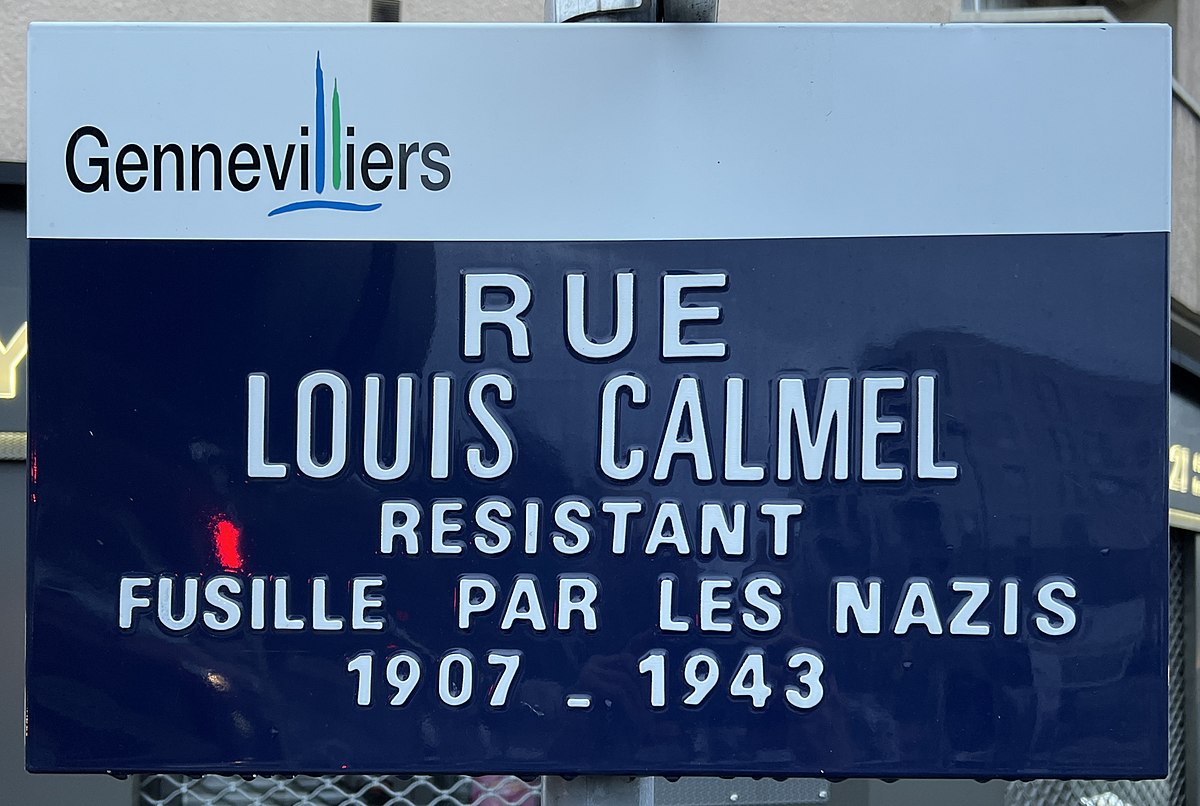 Gennevilliers
RUE
LOUIS CALMEL
RESISTANT
FUSILLE PAR LES NAZIS
1907 - 1943